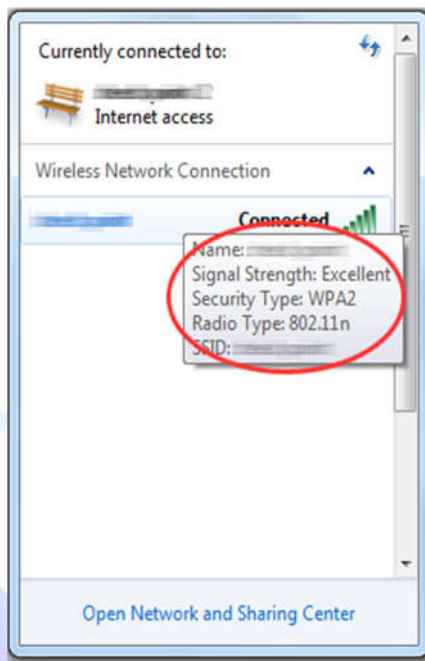 Currently connected to:
Internet access
Wireless Network Connection
Connected
Name:
Signal Strength: Excellent
Security Type: WPA2
Radio Type: 802.11n
SSID:
Open Network and Sharing Center